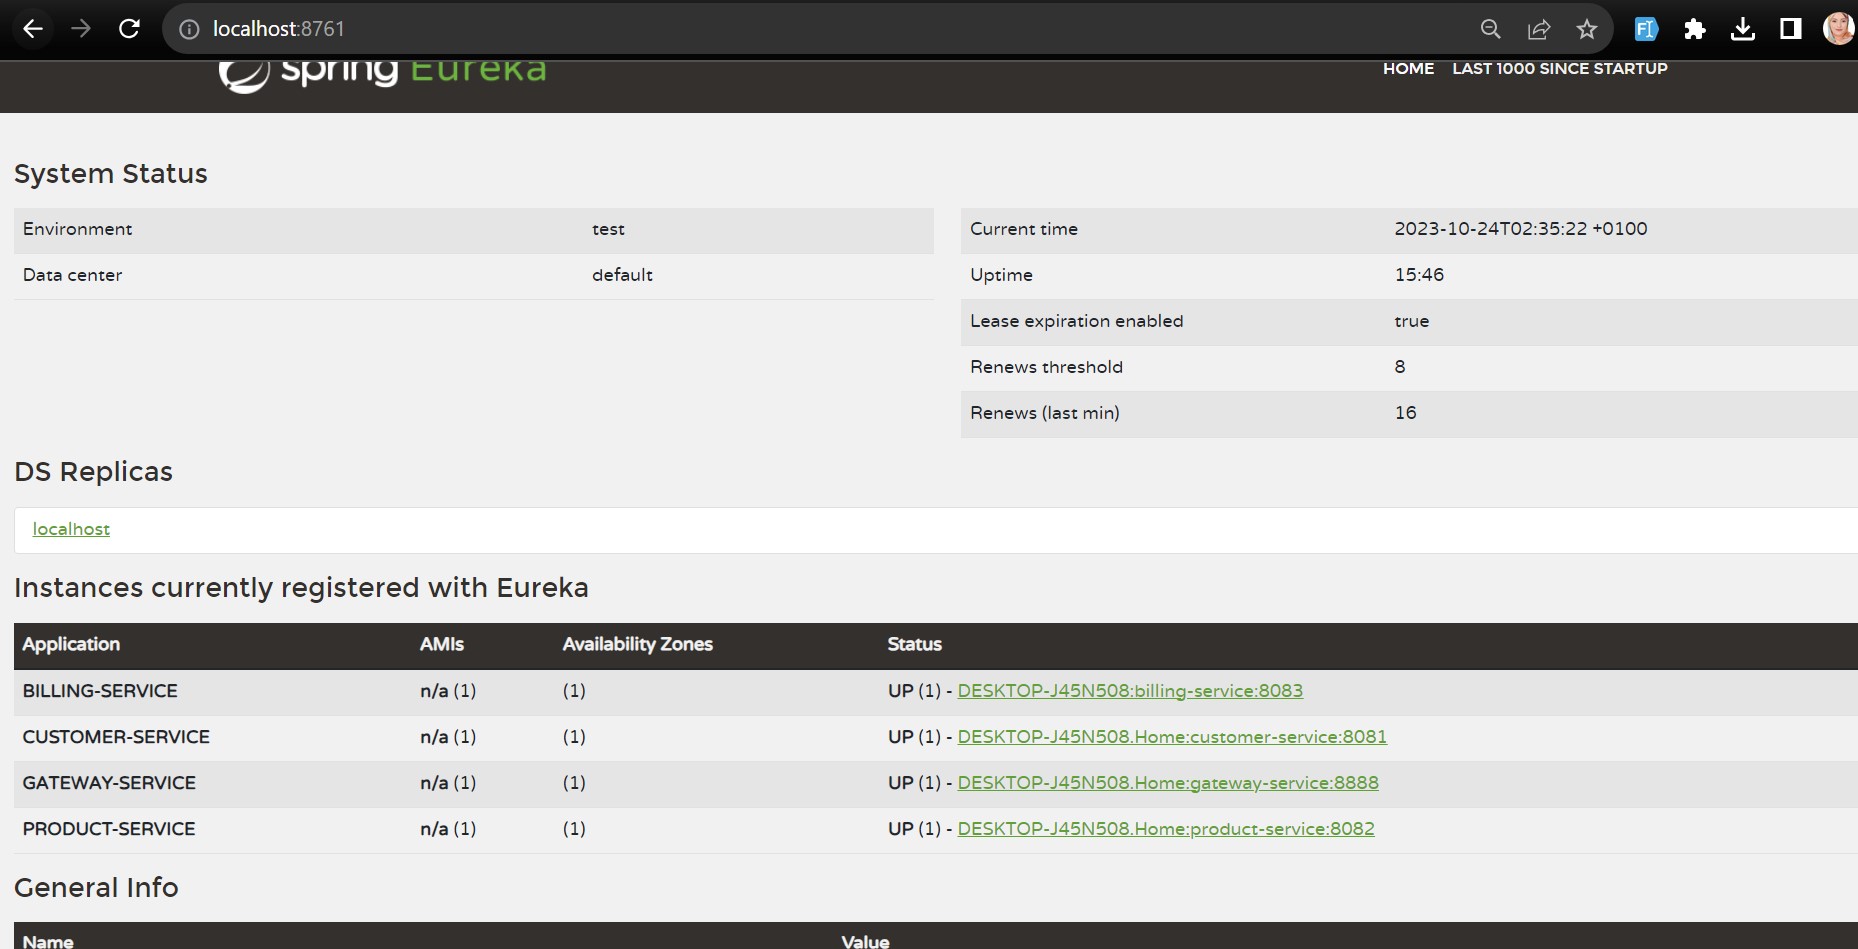 localhost:8761
spring Eureka
HOME LAST 1000 SINCE STARTUP
System Status
Environment test
Data center default
Current time 2023-10-24T02:35:22 +0100
Uptime 15:46
Lease expiration enabled true
Renews threshold 8
Renews (last min) 16
DS Replicas
localhost
Instances currently registered with Eureka
Application AMIs Availability Zones Status
BILLING-SERVICE n/a (1) (1) UP (1) - DESKTOP-J45N508:billing-service:8083
CUSTOMER-SERVICE n/a (1) (1) UP (1) - DESKTOP-J45N508.Home:customer-service:8081
GATEWAY-SERVICE n/a (1) (1) UP (1) - DESKTOP-J45N508.Home:gateway-service:8888
PRODUCT-SERVICE n/a (1) (1) UP (1) - DESKTOP-J45N508.Home:product-service:8082
General Info
Name Value